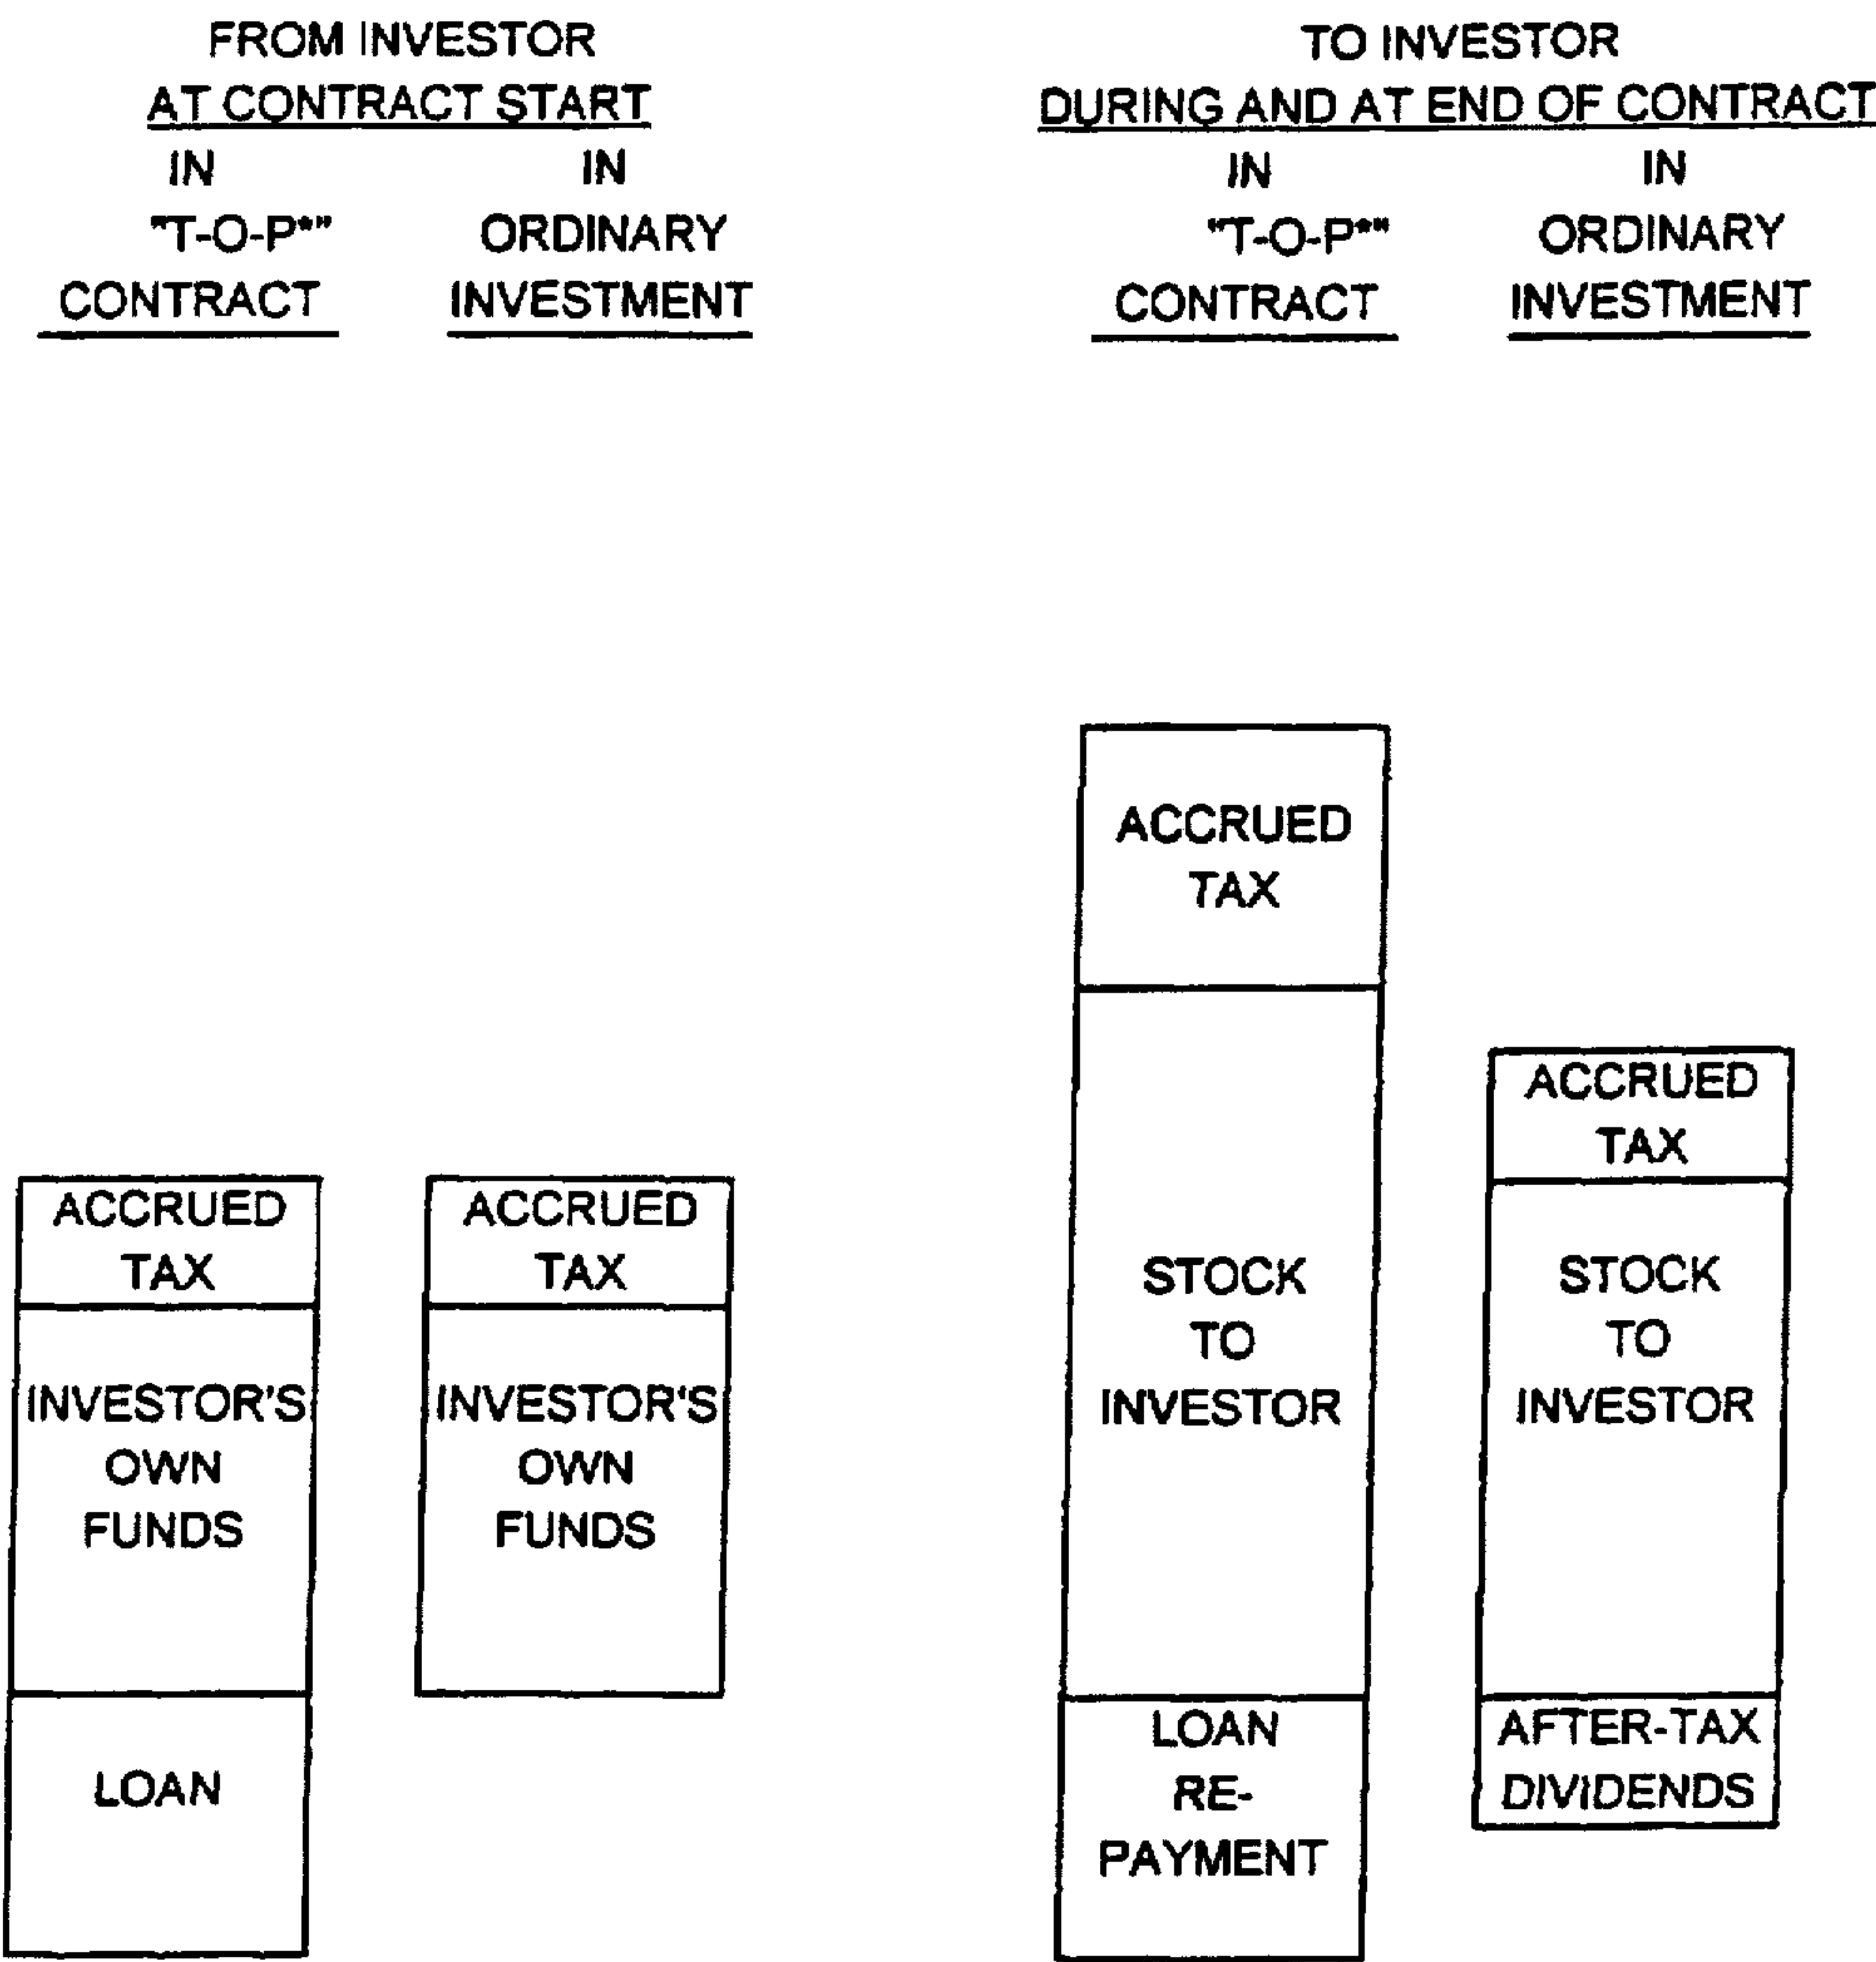 FROM INVESTOR
AT CONTRACT START
IN
"T-O-P*"
CONTRACT
IN
ORDINARY
INVESTMENT
TO INVESTOR
DURING AND AT END OF CONTRACT
IN
"T-O-P*"
CONTRACT
IN
ORDINARY
INVESTMENT
ACCRUED
TAX
INVESTOR'S
OWN
FUNDS
LOAN
ACCRUED
TAX
INVESTOR'S
OWN
FUNDS
ACCRUED
TAX
STOCK
TO
INVESTOR
LOAN
RE-
PAYMENT
ACCRUED
TAX
STOCK
TO
INVESTOR
AFTER-TAX
DIVIDENDS